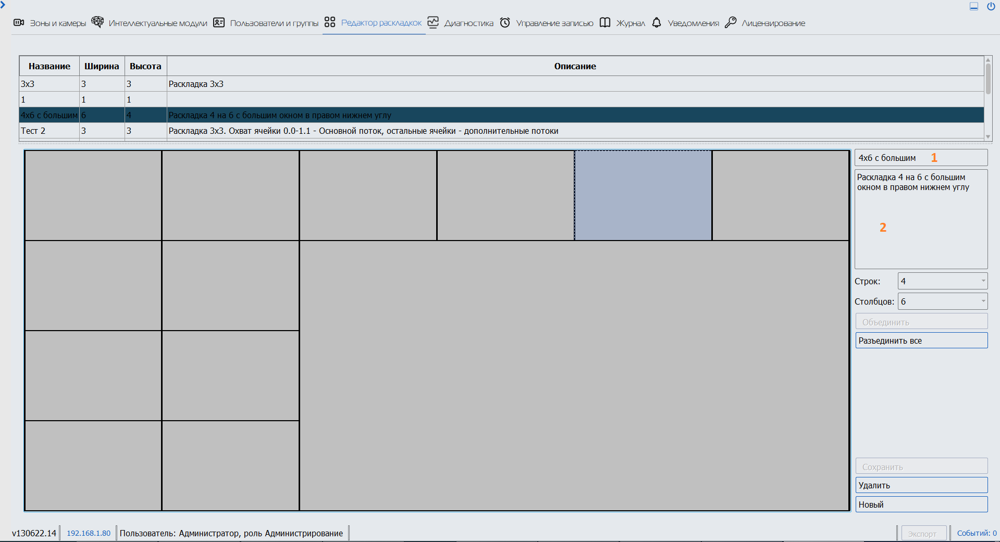 Зоны и камеры Интеллектуальные модули Пользователи и группы Редактор раскладкок Диагностика Управление записью Журнал Уведомления Лицензирование
Название Ширина Высота Описание
3x3 3 3 Раскладка 3x3
1 1 1
4x6 с большим 6 4 Раскладка 4 на 6 с большим окном в правом нижнем углу
Тест 2 3 3 Раскладка 3x3. Охват ячейки 0.0-1.1 - Основной поток, остальные ячейки - дополнительные потоки
4x6 с большим 1
Раскладка 4 на 6 с большим
окном в правом нижнем углу
2
Строк: 4
Столбцов: 6
Объединить
Разъединить все
Сохранить
Удалить
Новый
v130622.14 192.168.1.80 Пользователь: Администратор, роль Администрирование Экспорт Событий: 0